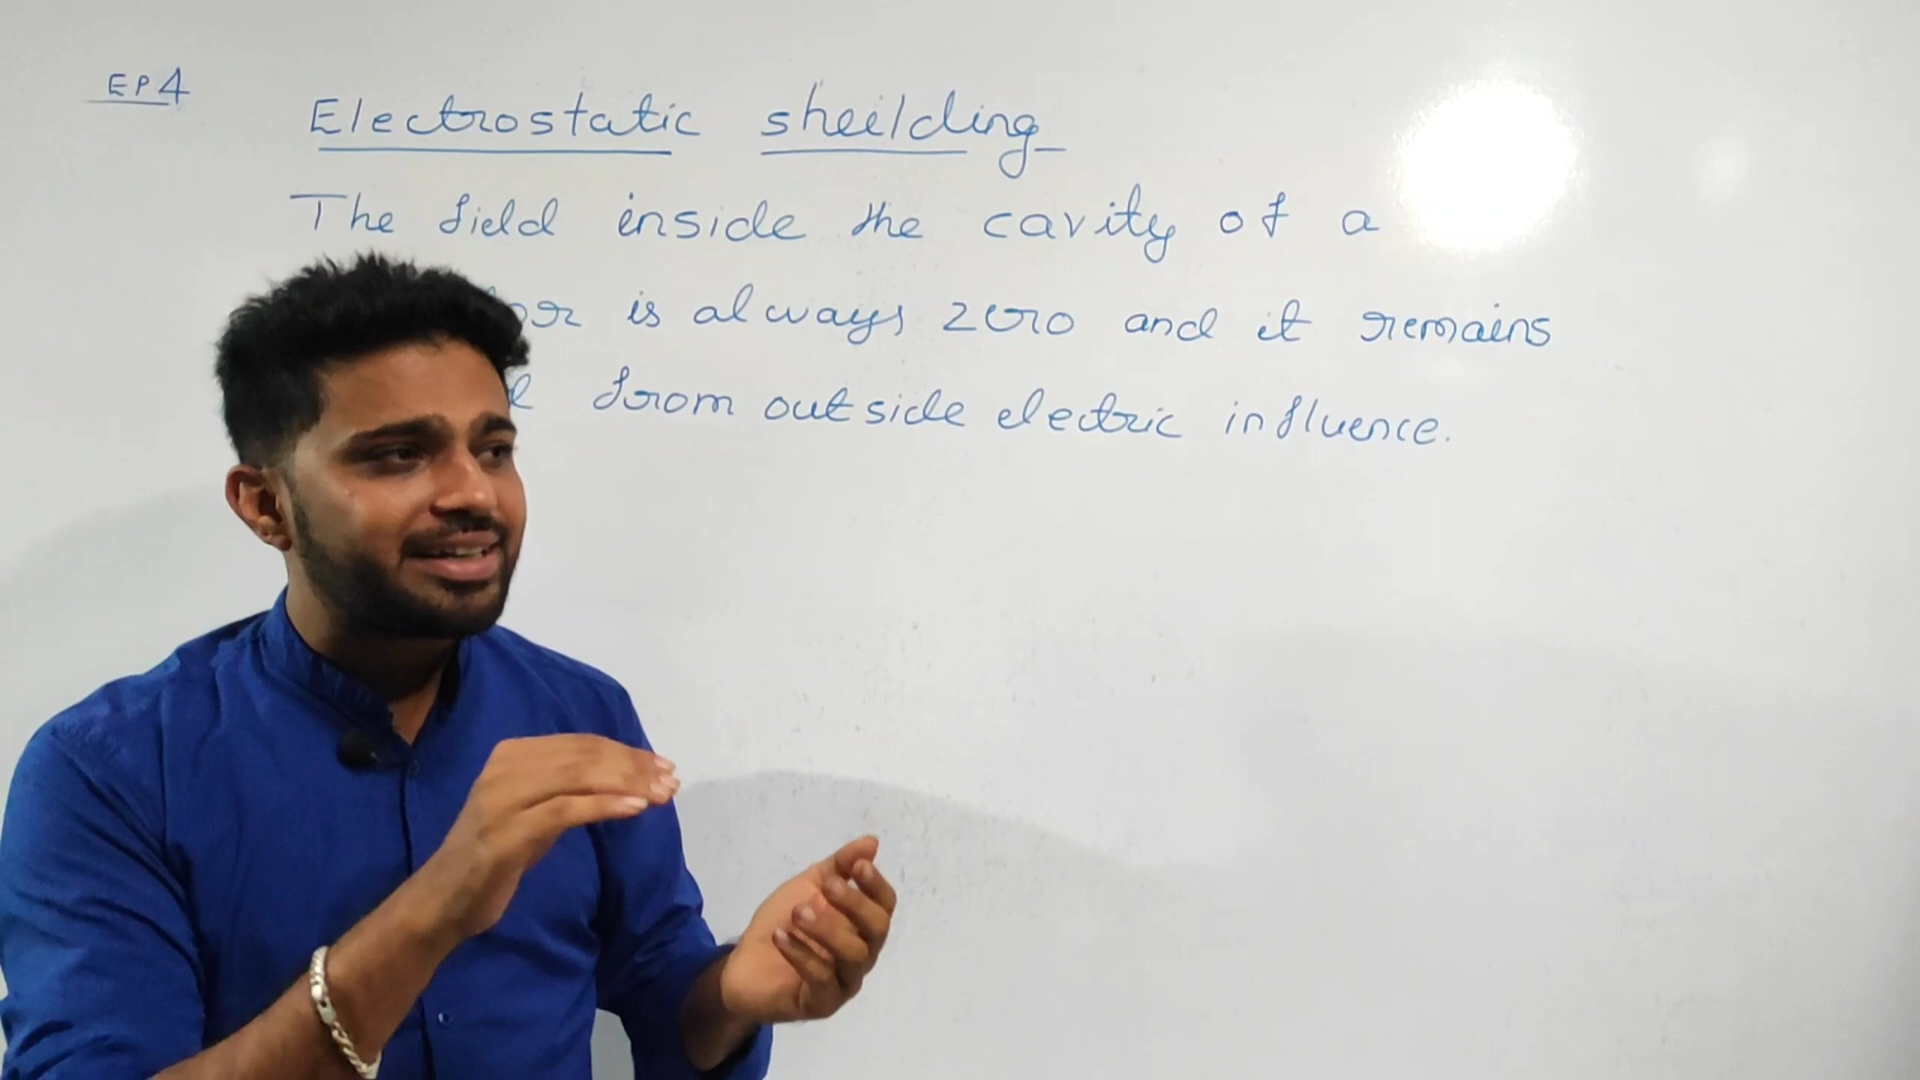 EP4
Electrostatic sheilding
The field inside the cavity of a
is always zero and it remains
from outside electric influence.